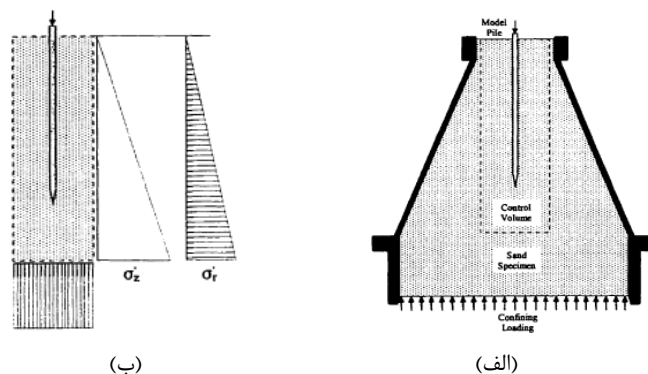 Model
Pile
Control
Volume
Sand
Specimen
Confining
Loading
σ'z
σ'r
(الف)
(ب)